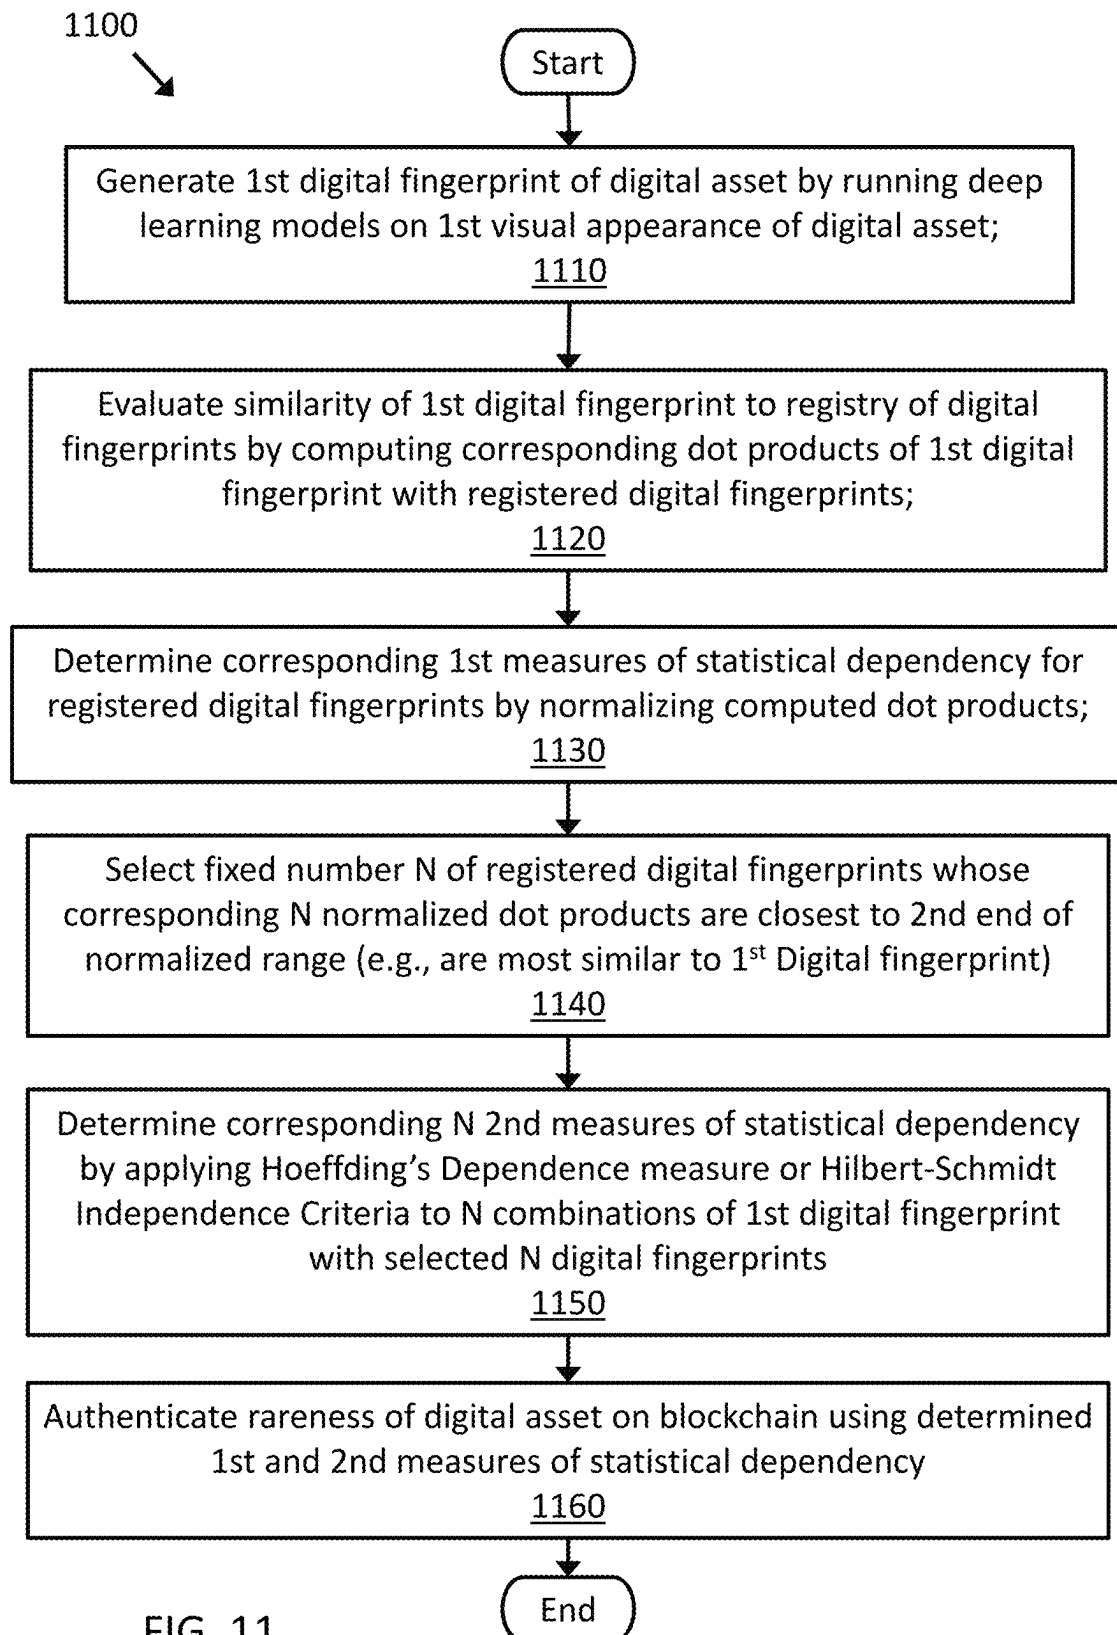 1100
Start
Generate 1st digital fingerprint of digital asset by running deep
learning models on 1st visual appearance of digital asset;
1110
Evaluate similarity of 1st digital fingerprint to registry of digital
fingerprints by computing corresponding dot products of 1st digital
fingerprint with registered digital fingerprints;
1120
Determine corresponding 1st measures of statistical dependency for
registered digital fingerprints by normalizing computed dot products;
1130
Select fixed number N of registered digital fingerprints whose
corresponding N normalized dot products are closest to 2nd end of
normalized range (e.g., are most similar to 1st Digital fingerprint)
1140
Determine corresponding N 2nd measures of statistical dependency
by applying Hoeffding's Dependence measure or Hilbert-Schmidt
Independence Criteria to N combinations of 1st digital fingerprint
with selected N digital fingerprints
1150
Authenticate rareness of digital asset on blockchain using determined
1st and 2nd measures of statistical dependency
1160
End
FIG. 11